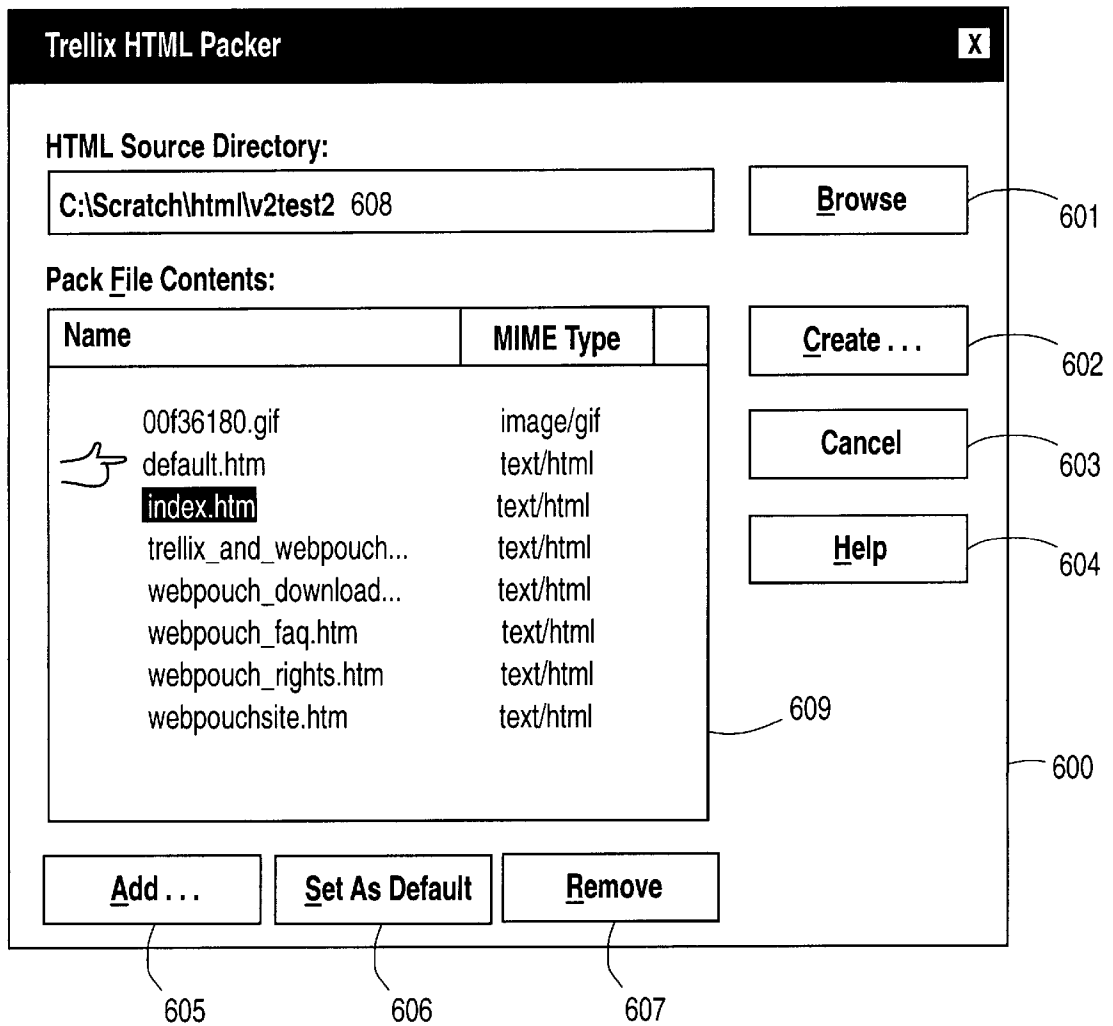 Trellix HTML Packer X
HTML Source Directory:
C:\Scratch\html\v2test2 608
Browse
601
Pack File Contents:
Name MIME Type
Create . . .
602
00f36180.gif image/gif
default.htm text/html
index.htm text/html
trellix_and_webpouch... text/html
webpouch_download... text/html
webpouch_faq.htm text/html
webpouch_rights.htm text/html
webpouchsite.htm text/html
Cancel
603
Help
604
609
600
Add . . . Set As Default Remove
605 606 607